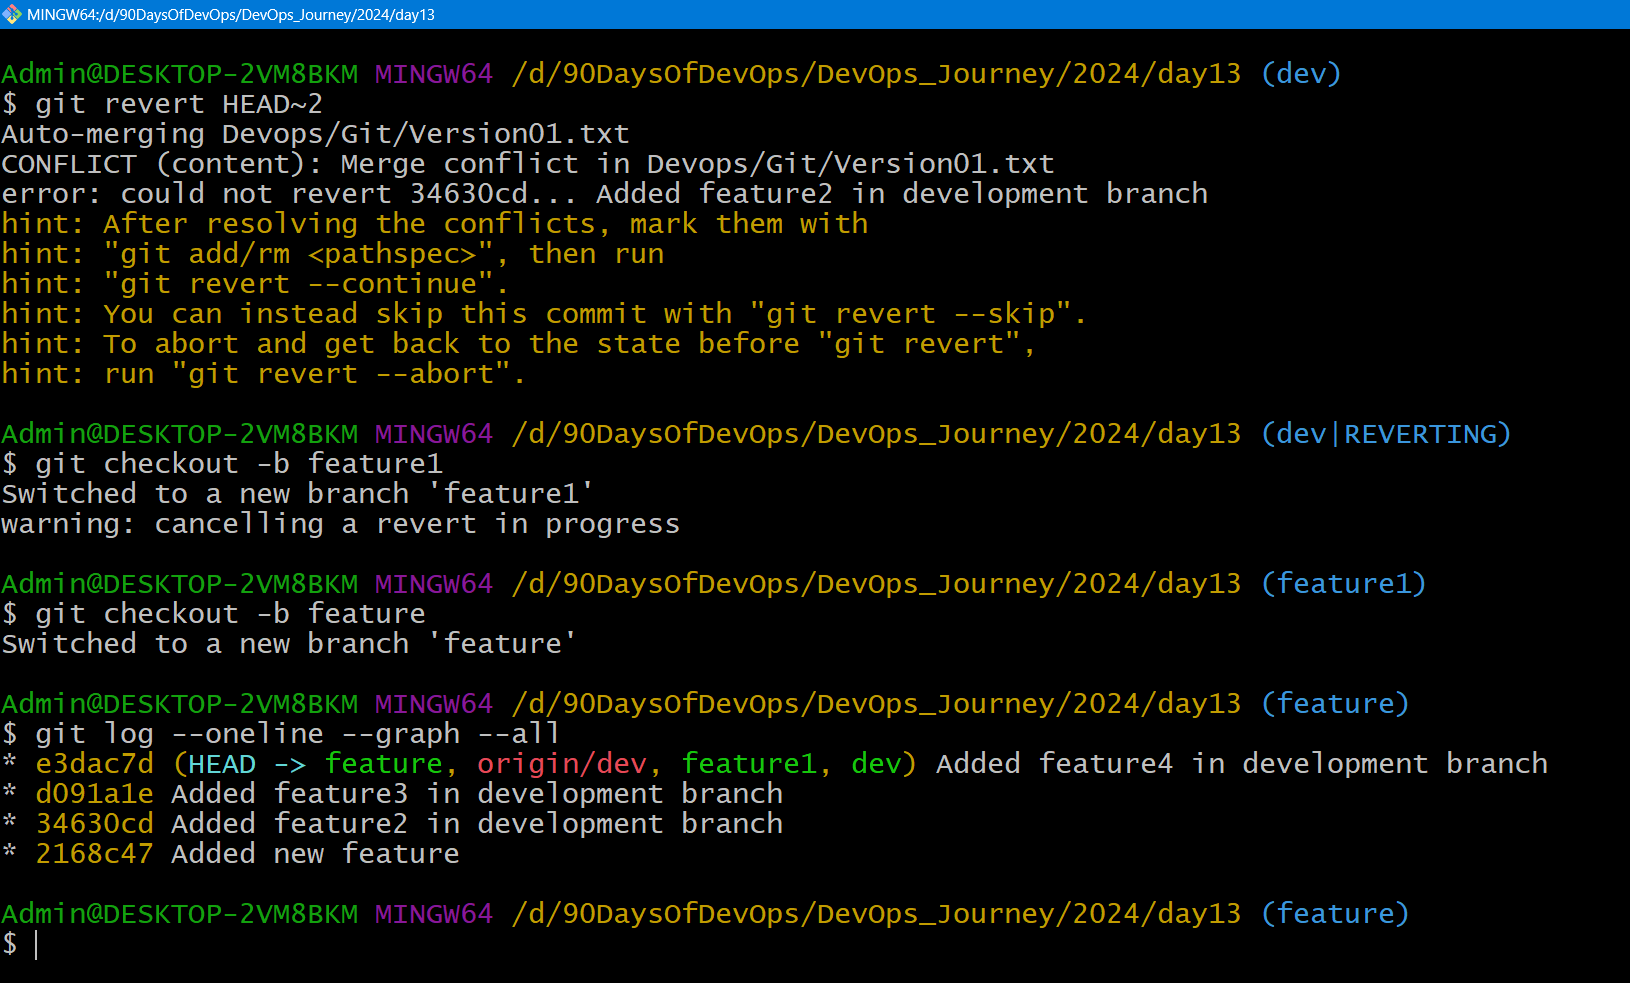 MINGW64:/d/90DaysOfDevOps/DevOps_Journey/2024/day13
Admin@DESKTOP-2VM8BKM MINGW64 /d/90DaysOfDevOps/DevOps_Journey/2024/day13 (dev)
$ git revert HEAD~2
Auto-merging Devops/Git/Version01.txt
CONFLICT (content): Merge conflict in Devops/Git/Version01.txt
error: could not revert 34630cd... Added feature2 in development branch
hint: After resolving the conflicts, mark them with
hint: "git add/rm <pathspec>", then run
hint: "git revert --continue".
hint: You can instead skip this commit with "git revert --skip".
hint: To abort and get back to the state before "git revert",
hint: run "git revert --abort".
Admin@DESKTOP-2VM8BKM MINGW64 /d/90DaysOfDevOps/DevOps_Journey/2024/day13 (dev|REVERTING)
$ git checkout -b feature1
Switched to a new branch 'feature1'
warning: cancelling a revert in progress
Admin@DESKTOP-2VM8BKM MINGW64 /d/90DaysOfDevOps/DevOps_Journey/2024/day13 (feature1)
$ git checkout -b feature
Switched to a new branch 'feature'
Admin@DESKTOP-2VM8BKM MINGW64 /d/90DaysOfDevOps/DevOps_Journey/2024/day13 (feature)
$ git log --oneline --graph --all
* e3dac7d (HEAD -> feature, origin/dev, feature1, dev) Added feature4 in development branch
* d091a1e Added feature3 in development branch
* 34630cd Added feature2 in development branch
* 2168c47 Added new feature
Admin@DESKTOP-2VM8BKM MINGW64 /d/90DaysOfDevOps/DevOps_Journey/2024/day13 (feature)
$